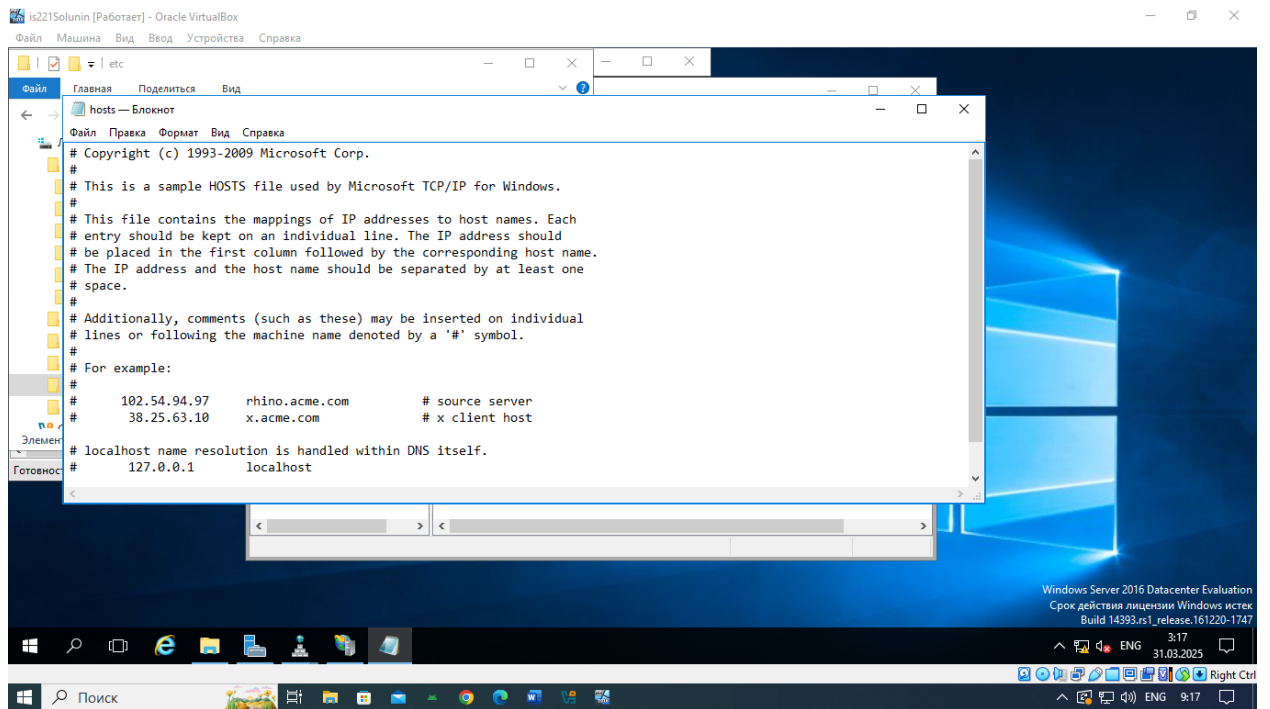 is221Solunin [Работает] - Oracle VirtualBox
Файл Машина Вид Ввод Устройства Справка
etc
Файл Главная Поделиться Вид
hosts — Блокнот
Файл Правка Формат Вид Справка
# Copyright (c) 1993-2009 Microsoft Corp.
#
# This is a sample HOSTS file used by Microsoft TCP/IP for Windows.
#
# This file contains the mappings of IP addresses to host names. Each
# entry should be kept on an individual line. The IP address should
# be placed in the first column followed by the corresponding host name.
# The IP address and the host name should be separated by at least one
# space.
#
# Additionally, comments (such as these) may be inserted on individual
# lines or following the machine name denoted by a '#' symbol.
#
# For example:
#
# 102.54.94.97 rhino.acme.com # source server
# 38.25.63.10 x.acme.com # x client host

# localhost name resolution is handled within DNS itself.
# 127.0.0.1 localhost
Windows Server 2016 Datacenter Evaluation
Срок действия лицензии Windows истек
Build 14393.rs1_release.161220-1747
ENG 3:17
31.03.2025
Right Ctrl
Поиск ENG 9:17